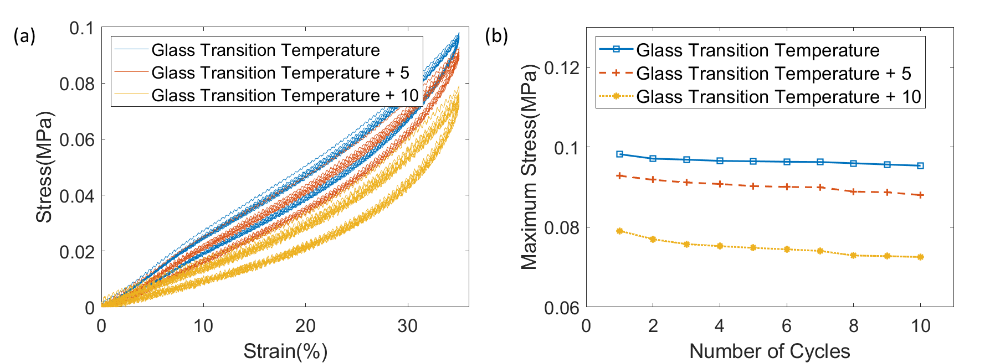 (a)
0.1
0.08
0.06
0.04
0.02
0
Stress(MPa)
Glass Transition Temperature
Glass Transition Temperature + 5
Glass Transition Temperature + 10
0 10 20 30
Strain(%)
(b)
0.12
0.1
0.08
0.06
Maximum Stress(MPa)
Glass Transition Temperature
Glass Transition Temperature + 5
Glass Transition Temperature + 10
0 2 4 6 8 10
Number of Cycles